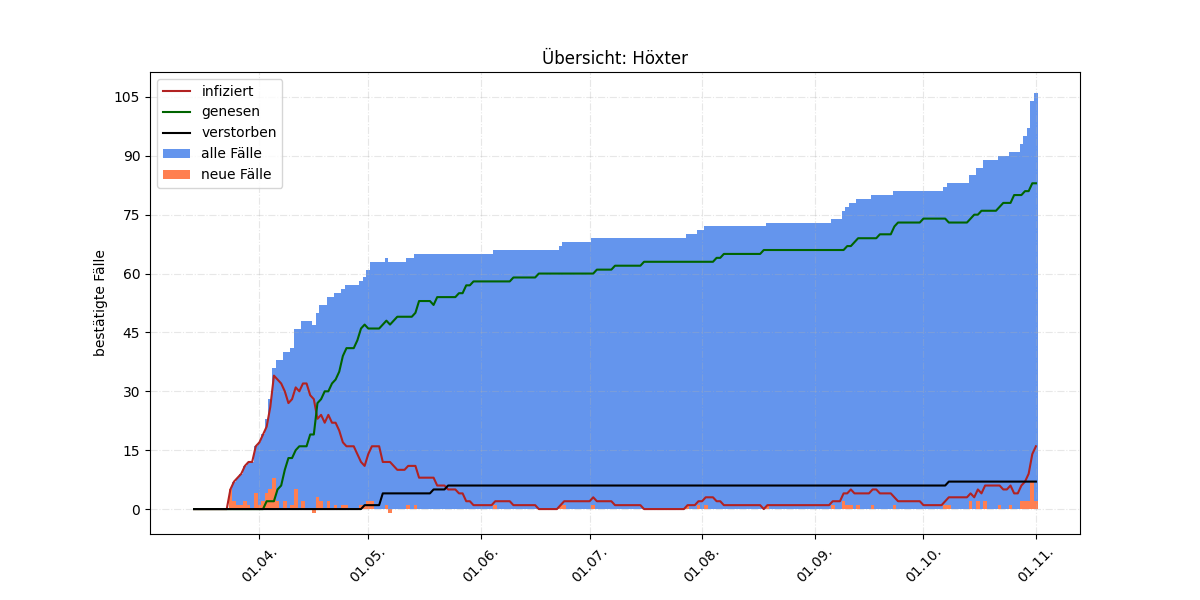 Übersicht: Höxter
infiziert
genesen
verstorben
alle Fälle
neue Fälle
bestätigte Fälle
105
90
75
60
45
30
15
0
01.04.
01.05.
01.06.
01.07.
01.08.
01.09.
01.10.
01.11.